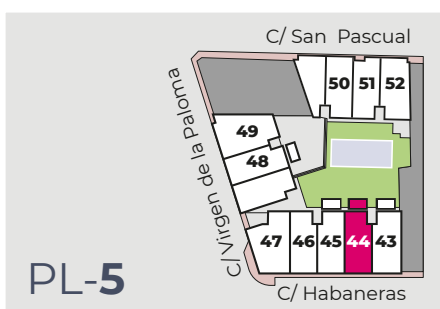 C/ San Pascual
C/ Virgen de la Paloma
50 51 52
49
48
47 46 45 44 43
PL-5
C/ Habaneras